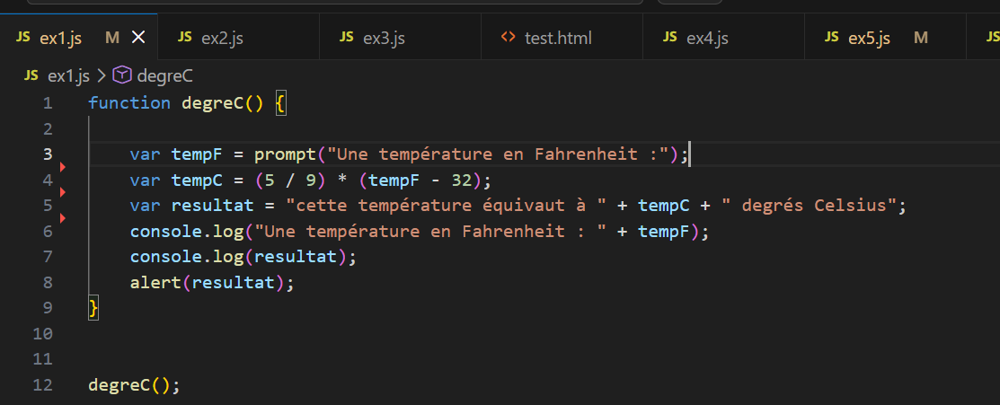 JS ex1.js M JS ex2.js JS ex3.js <> test.html JS ex4.js JS ex5.js M JS
JS ex1.js > degreC
1 function degreC() {
2
3 var tempF = prompt("Une température en Fahrenheit :");
4 var tempC = (5 / 9) * (tempF - 32);
5 var resultat = "cette température équivaut à " + tempC + " degrés Celsius";
6 console.log("Une température en Fahrenheit : " + tempF);
7 console.log(resultat);
8 alert(resultat);
9 }
10
11
12 degreC();